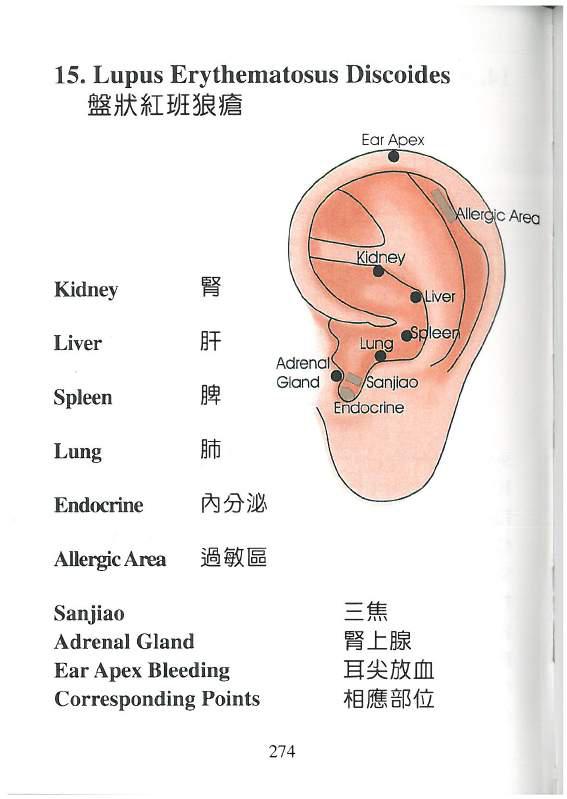 15. Lupus Erythematosus Discoides
盤狀紅班狼瘡
Ear Apex
Allergic Area
Kidney
Liver
Spleen
Lung
Adrenal
Gland
Sanjiao
Endocrine
Kidney 腎
Liver 肝
Spleen 脾
Lung 肺
Endocrine 內分泌
Allergic Area 過敏區
Sanjiao 三焦
Adrenal Gland 腎上腺
Ear Apex Bleeding 耳尖放血
Corresponding Points 相應部位
274